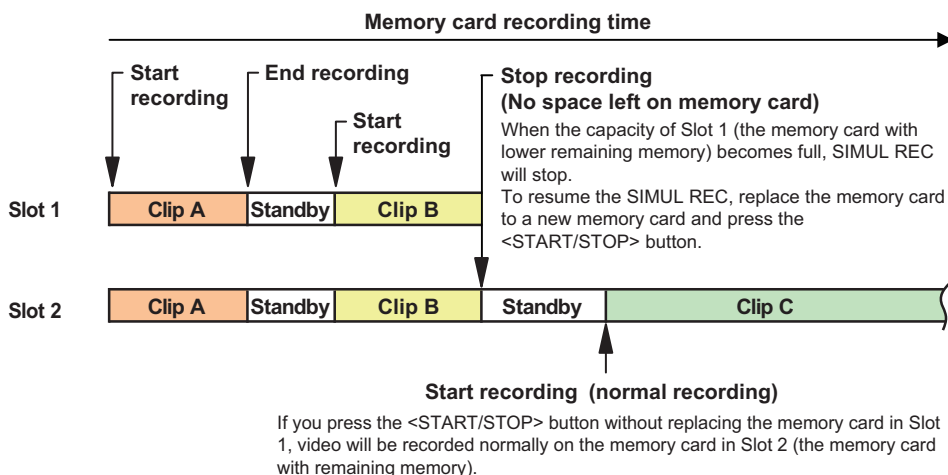 Memory card recording time
Start
recording
End recording
Start
recording
Stop recording
(No space left on memory card)
When the capacity of Slot 1 (the memory card with
lower remaining memory) becomes full, SIMUL REC
will stop.
To resume the SIMUL REC, replace the memory card
to a new memory card and press the
<START/STOP> button.
Slot 1
Clip A
Standby
Clip B
Slot 2
Clip A
Standby
Clip B
Standby
Clip C
Start recording (normal recording)
If you press the <START/STOP> button without replacing the memory card in Slot
1, video will be recorded normally on the memory card in Slot 2 (the memory card
with remaining memory).